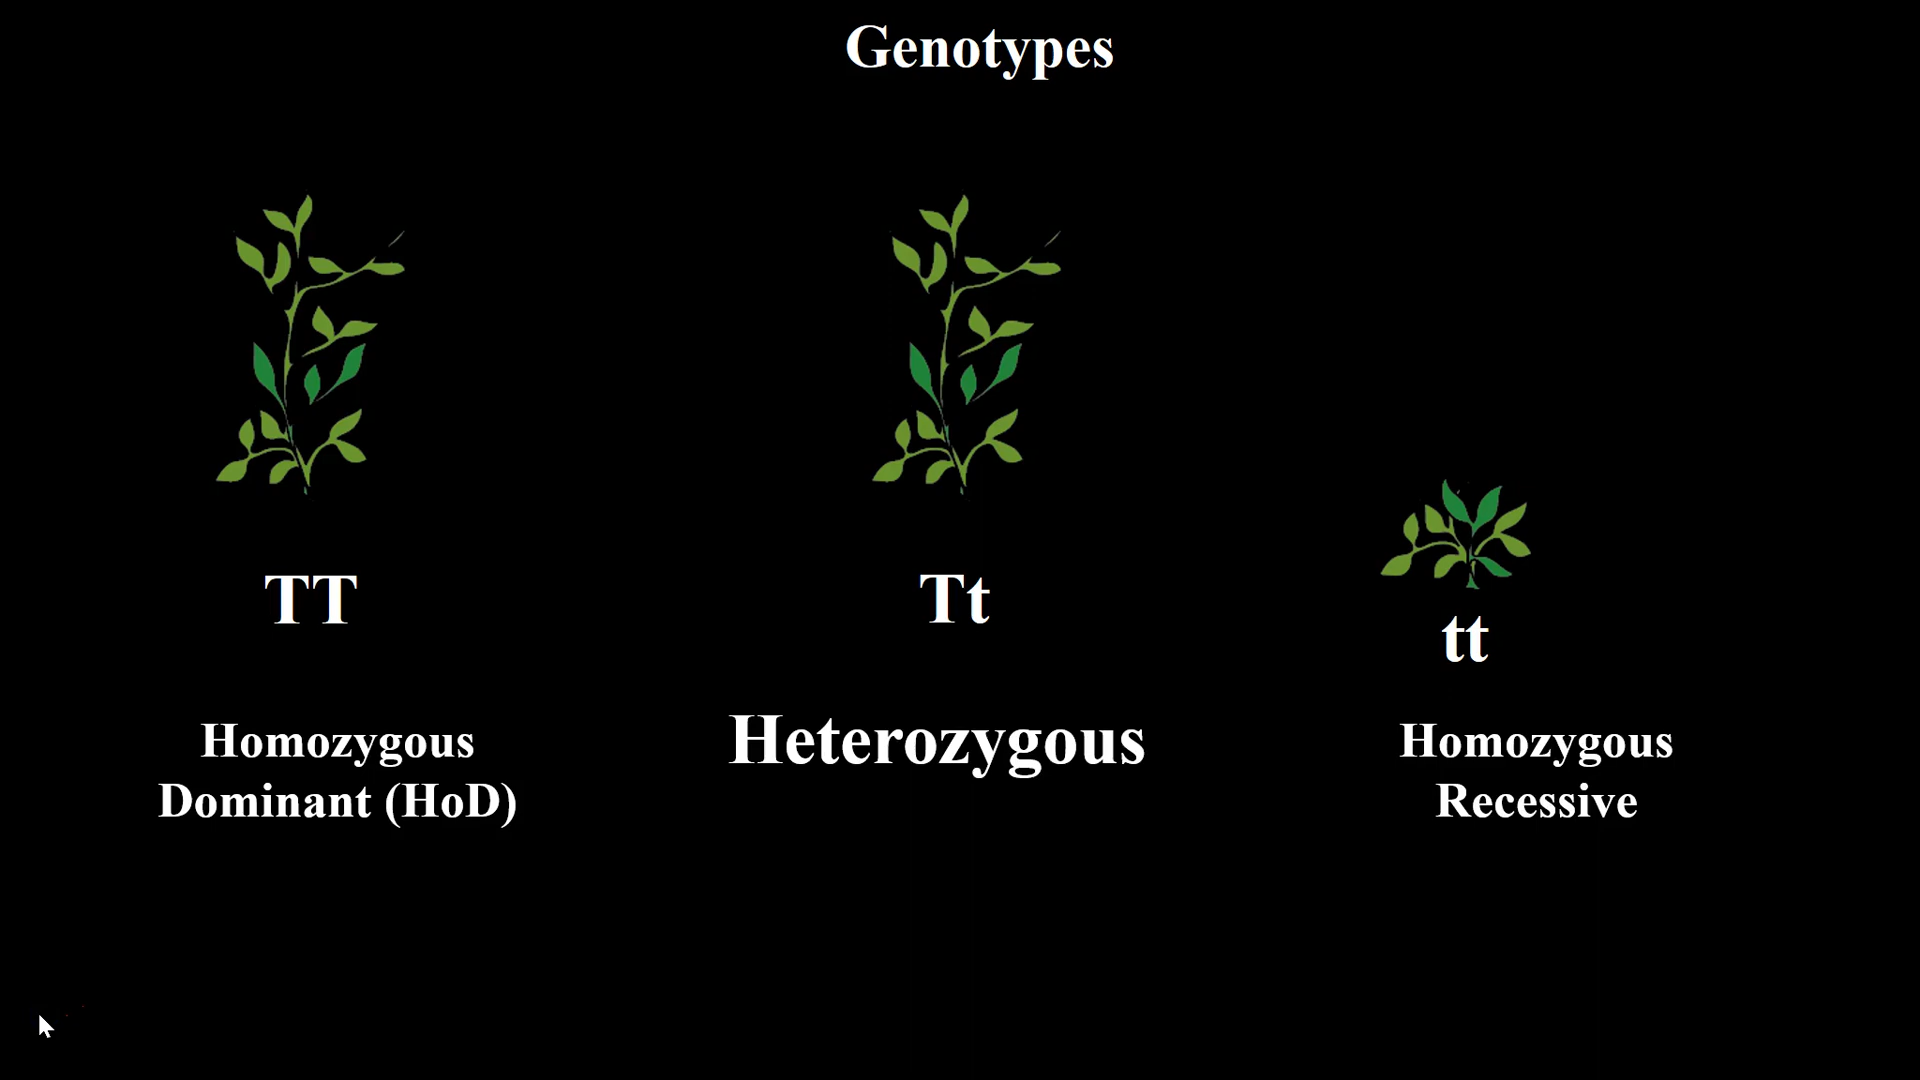 Genotypes
TT
Tt
tt
Homozygous
Dominant (HoD)
Heterozygous
Homozygous
Recessive